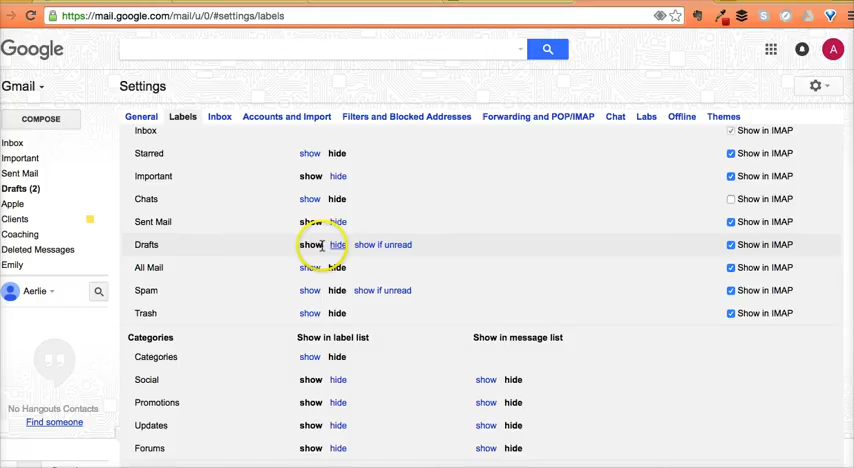 https://mail.google.com/mail/u/0/#settings/labels
Google
A
Gmail
Settings
COMPOSE
General Labels Inbox Accounts and Import Filters and Blocked Addresses Forwarding and POP/IMAP Chat Labs Offline Themes
Inbox
Important
Sent Mail
Drafts (2)
Apple
Clients
Coaching
Deleted Messages
Emily
Aerlie
No Hangouts Contacts
Find someone
Inbox Show in IMAP
Starred show hide Show in IMAP
Important show hide Show in IMAP
Chats show hide Show in IMAP
Sent Mail show hide Show in IMAP
Drafts show hide show if unread Show in IMAP
All Mail show hide Show in IMAP
Spam show hide show if unread Show in IMAP
Trash show hide Show in IMAP
Categories Show in label list Show in message list
Categories show hide
Social show hide show hide
Promotions show hide show hide
Updates show hide show hide
Forums show hide show hide